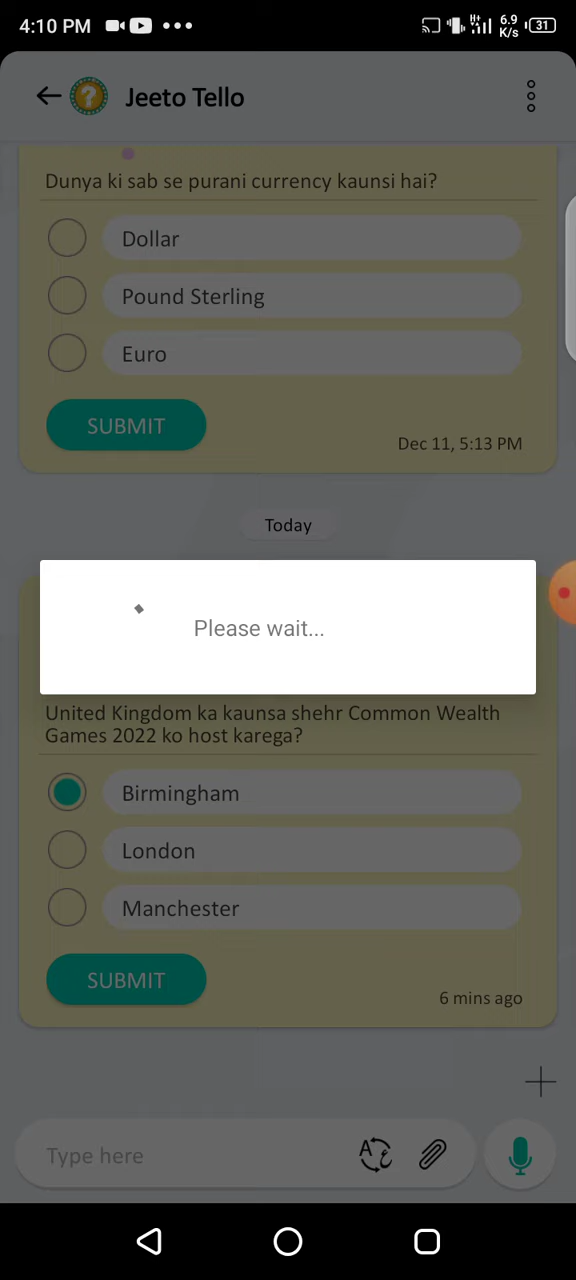 4:10 PM
6.9
K/s
31
Jeeto Tello
Dunya ki sab se purani currency kaunsi hai?
Dollar
Pound Sterling
Euro
SUBMIT
Dec 11, 5:13 PM
Today
Please wait...
United Kingdom ka kaunsa shehr Common Wealth
Games 2022 ko host karega?
Birmingham
London
Manchester
SUBMIT
6 mins ago
Type here